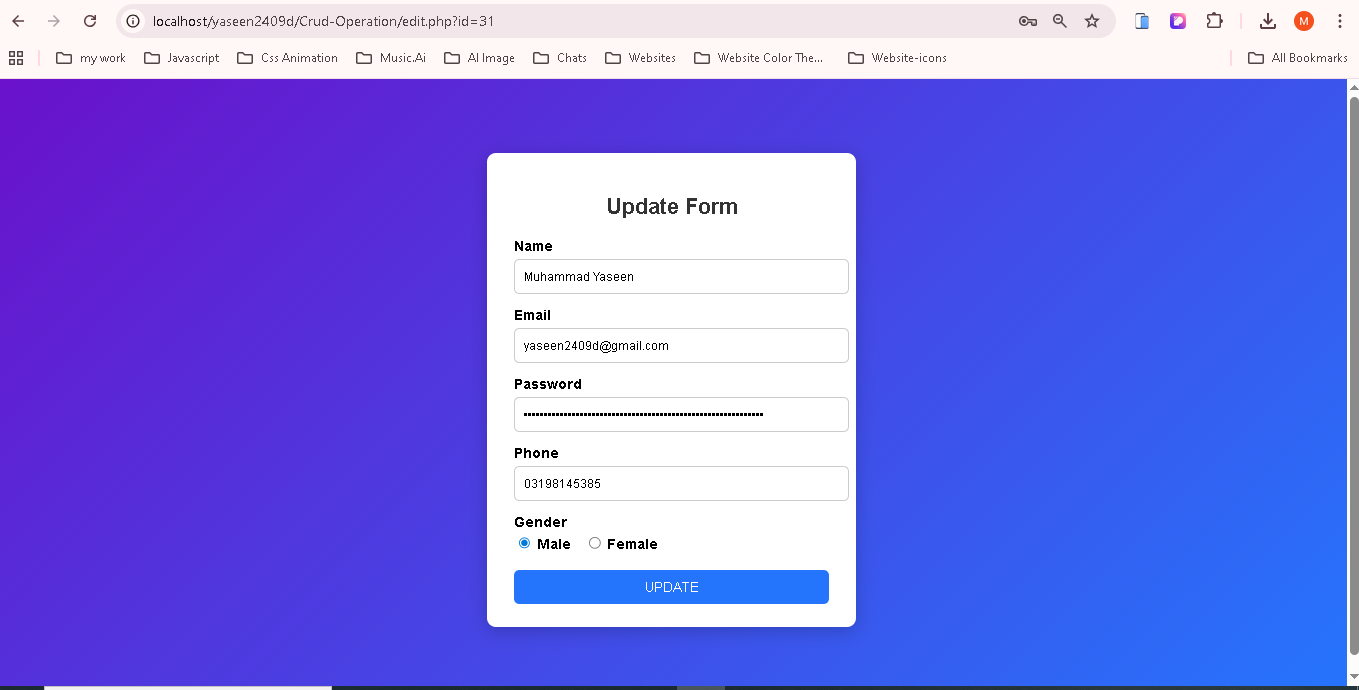 localhost/yaseen2409d/Crud-Operation/edit.php?id=31
M
my work Javascript Css Animation Music.Ai AI Image Chats Websites Website Color The... Website-icons All Bookmarks
Update Form
Name
Muhammad Yaseen
Email
yaseen2409d@gmail.com
Password
Phone
03198145385
Gender
Male Female
UPDATE